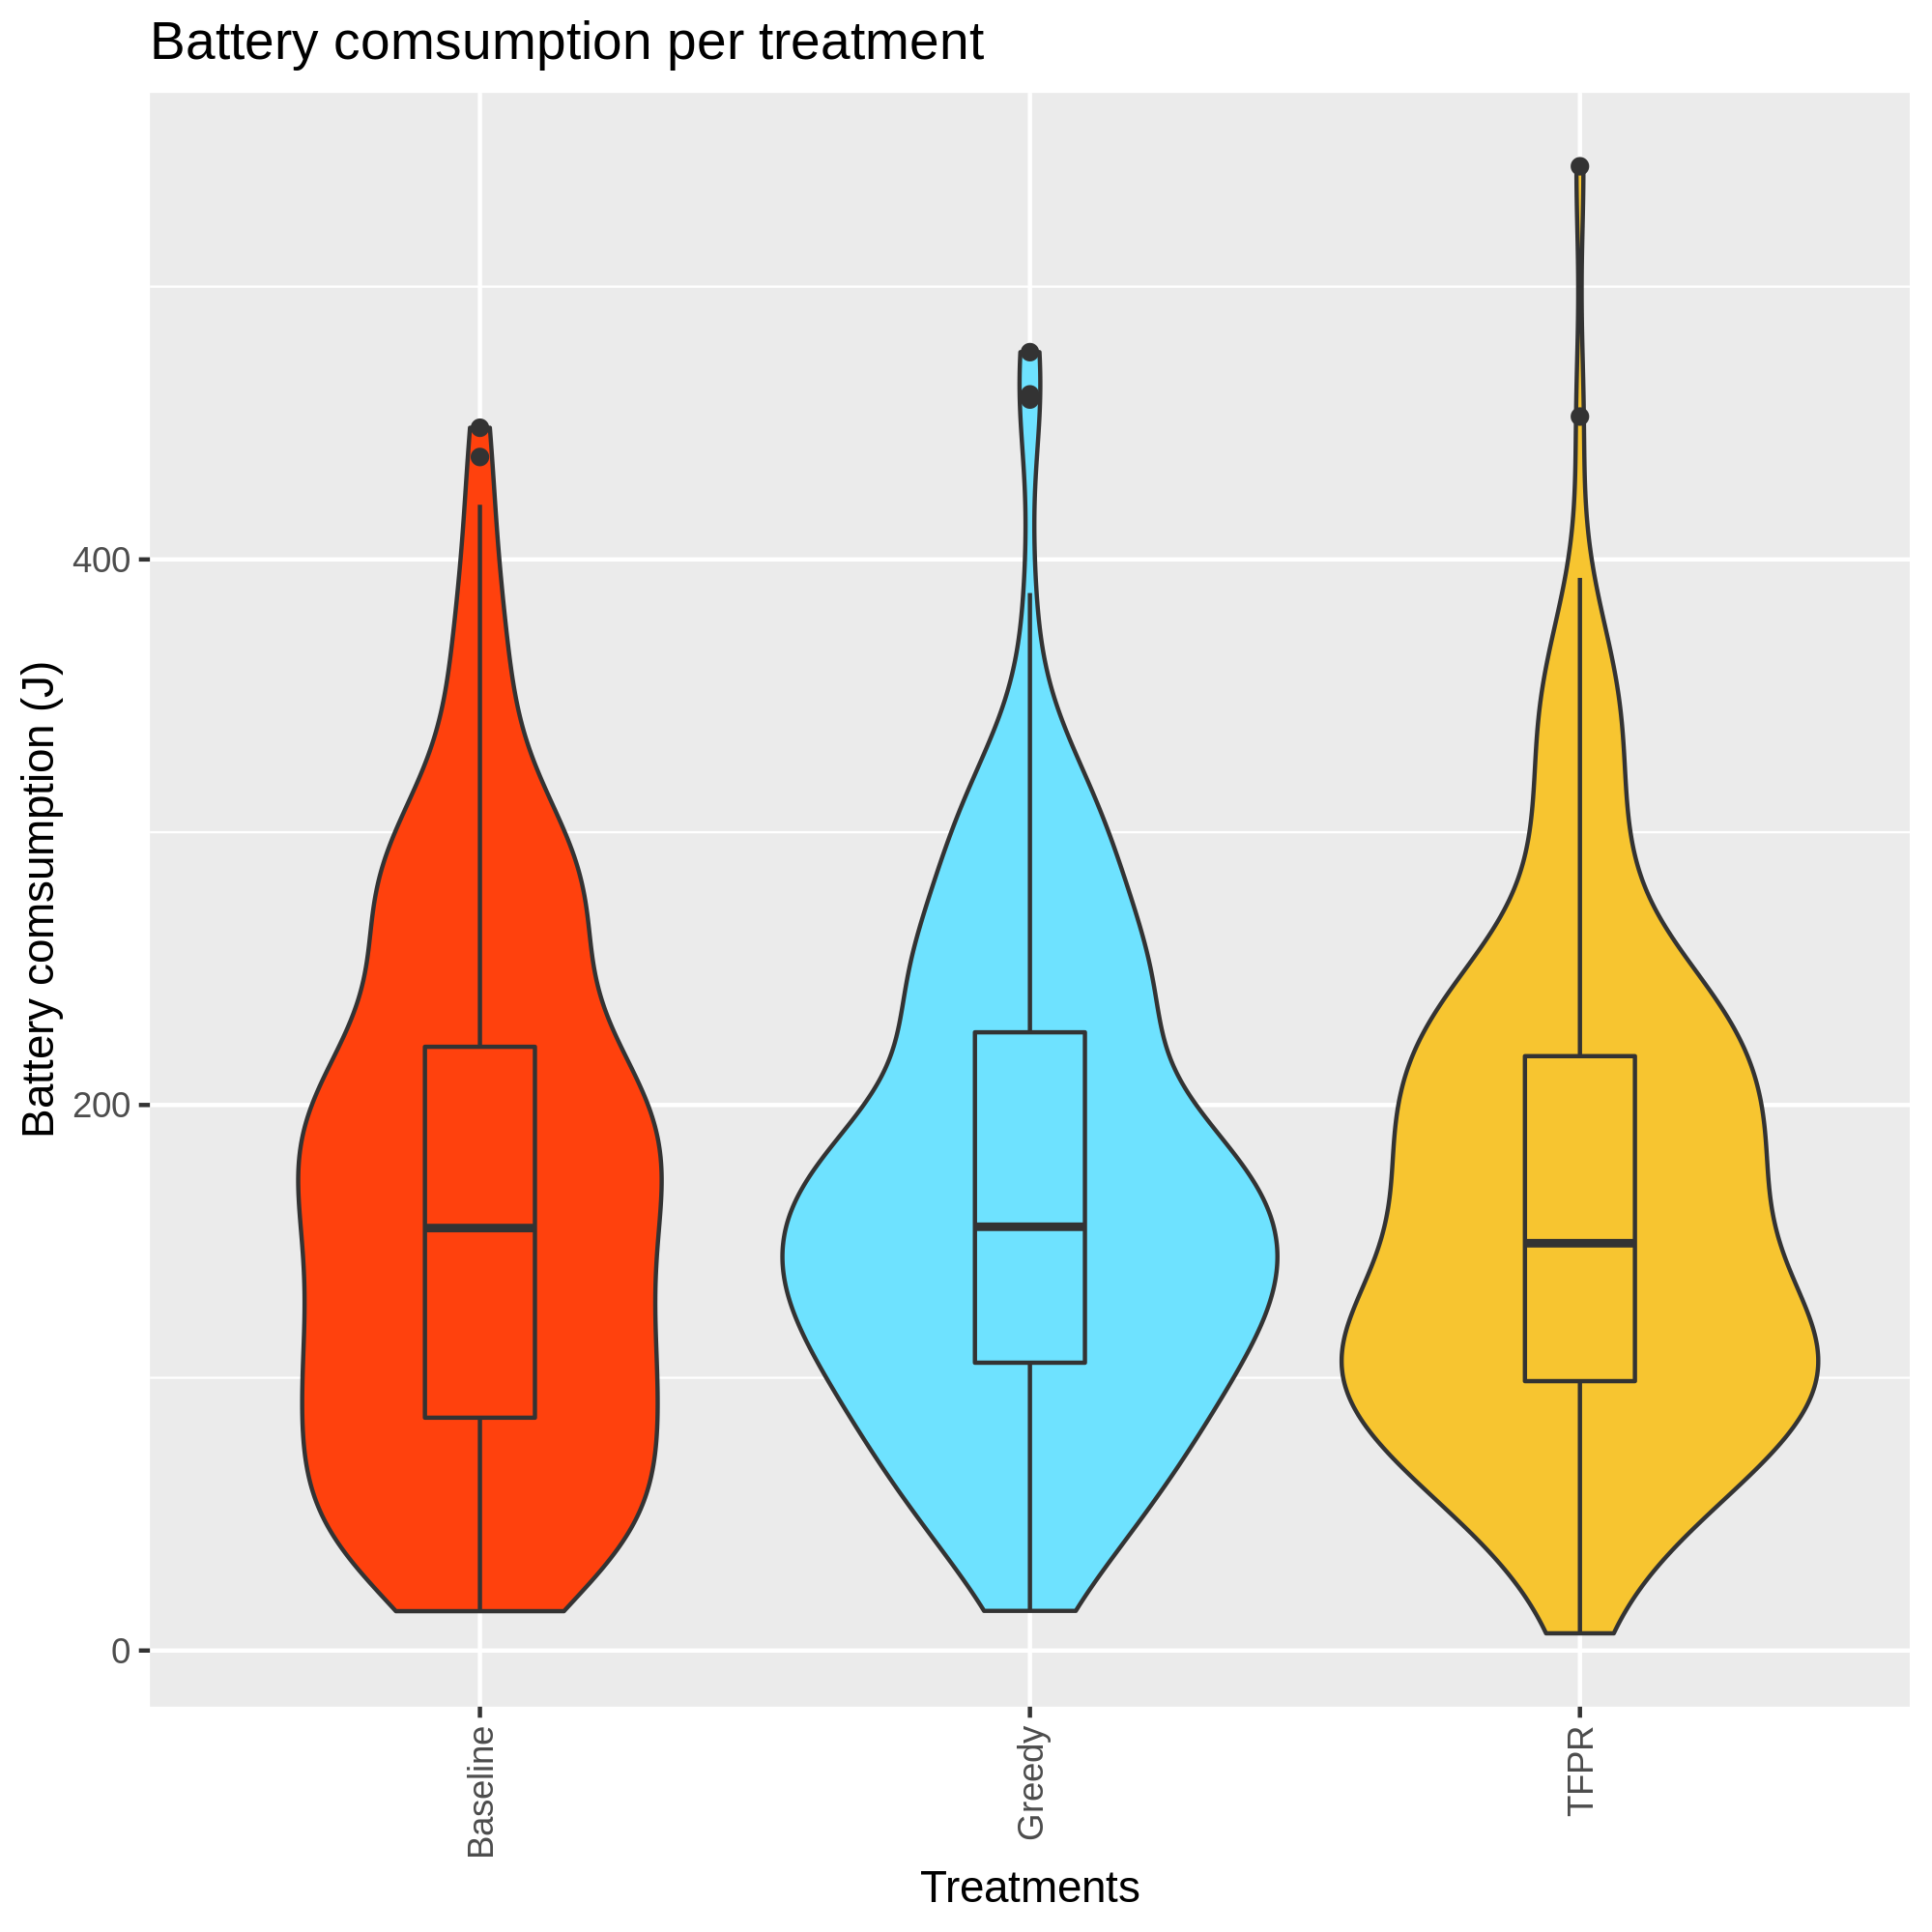 Battery comsumption per treatment
Battery comsumption (J)
400
200
0
Baseline
Greedy
TFPR
Treatments